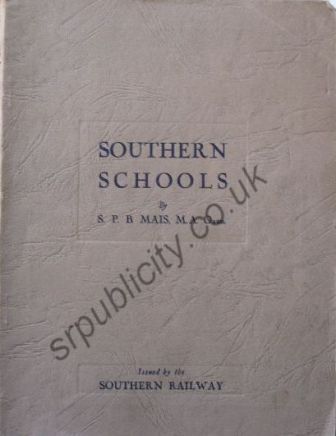 SOUTHERN
SCHOOLS
By
S. P. B. MAIS, M.A.
srpublicity.co.uk
Issued by the
SOUTHERN RAILWAY